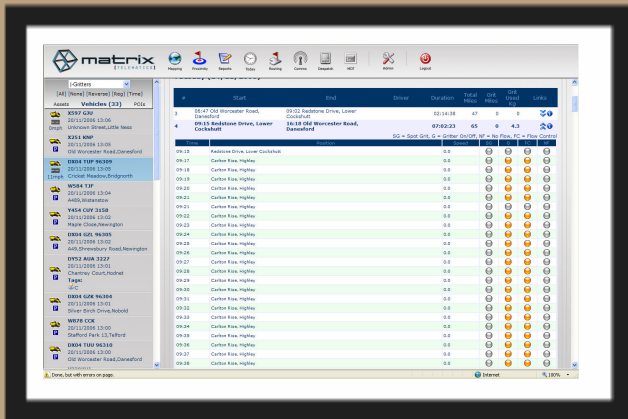 matrix
[TELEMATICS]
Mapping Proximity Reports Today Routing Comms Despatch MDT Admin Logout
I-Gritters
[All] [None] [Reverse] [Reg] [Time]
Assets Vehicles (33) POIs
X597 GJU
20/11/2006 13:06
0mph Unknown Street,Little Ness
X251 KNP
20/11/2006 13:05
Old Worcester Road,Danesford
DX04 TUP 96309
20/11/2006 13:05
Cricket Meadow,Bridgnorth
W584 TJF
20/11/2006 13:04
A489,Wistanstow
Y454 CUY 3158
20/11/2006 13:02
Maple Close,Newington
DX04 GZL 96305
20/11/2006 13:02
A49,Shrewsbury Road,Newington
DY52 AUA 3227
20/11/2006 13:01
Chantrey Court,Hodnet
Tags:
C
DX04 GZK 96304
20/11/2006 13:01
Silver Birch Drive,Nobold
W878 CCK
20/11/2006 13:00
Stafford Park 13,Telford
DX04 TUU 96310
20/11/2006 13:00
Old Worcester Road,Danesford
# Start End Driver Duration Total Miles Grit Miles Grit Used Kg Links
3 08:47 Old Worcester Road, Danesford 09:02 Redstone Drive, Lower Cockshutt 02:14:38 47 0 0
4 09:15 Redstone Drive, Lower Cockshutt 16:18 Old Worcester Road, Danesford 07:02:23 65 0 4.3
SG = Spot Grit, G = Gritter On/Off, NF = No Flow, FC = Flow Control
Time Position Speed SG G FC NF
09:15 Redstone Drive, Lower Cockshutt 0.0
09:17 Carlton Rise, Highley 0.0
09:18 Carlton Rise, Highley 0.0
09:19 Carlton Rise, Highley 0.0
09:20 Carlton Rise, Highley 0.0
09:21 Carlton Rise, Highley 0.0
09:21 Carlton Rise, Highley 0.0
09:22 Carlton Rise, Highley 0.0
09:23 Carlton Rise, Highley 0.0
09:24 Carlton Rise, Highley 0.0
09:25 Carlton Rise, Highley 0.0
09:26 Carlton Rise, Highley 0.0
09:27 Carlton Rise, Highley 0.0
09:28 Carlton Rise, Highley 0.0
09:29 Carlton Rise, Highley 0.0
09:30 Carlton Rise, Highley 0.0
09:31 Carlton Rise, Highley 0.0
09:32 Carlton Rise, Highley 0.0
09:33 Carlton Rise, Highley 0.0
09:34 Carlton Rise, Highley 0.0
09:35 Carlton Rise, Highley 0.0
09:36 Carlton Rise, Highley 0.0
09:37 Carlton Rise, Highley 0.0
09:38 Carlton Rise, Highley 0.0
Done, but with errors on page. Internet 100%